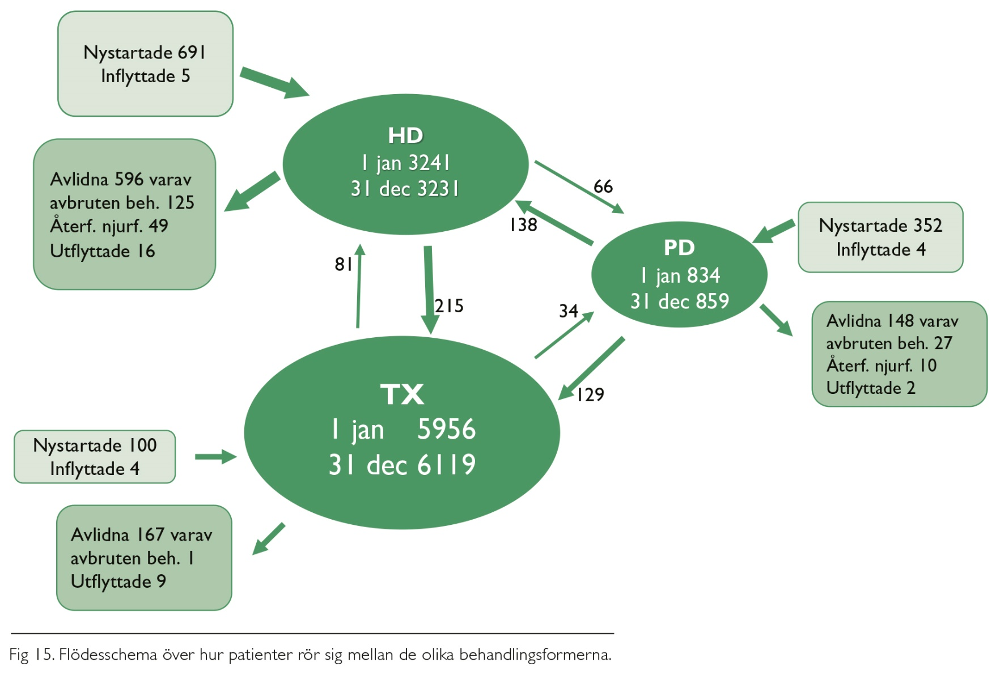 Nystartade 691
Inflyttade 5
HD
1 jan 3241
31 dec 3231
Avlidna 596 varav
avbruten beh. 125
Återf. njurf. 49
Utflyttade 16
66
138
Nystartade 352
Inflyttade 4
PD
1 jan 834
31 dec 859
81
215
34
129
Avlidna 148 varav
avbruten beh. 27
Återf. njurf. 10
Utflyttade 2
TX
1 jan 5956
31 dec 6119
Nystartade 100
Inflyttade 4
Avlidna 167 varav
avbruten beh. 1
Utflyttade 9
Fig 15. Flödesschema över hur patienter rör sig mellan de olika behandlingsformerna.